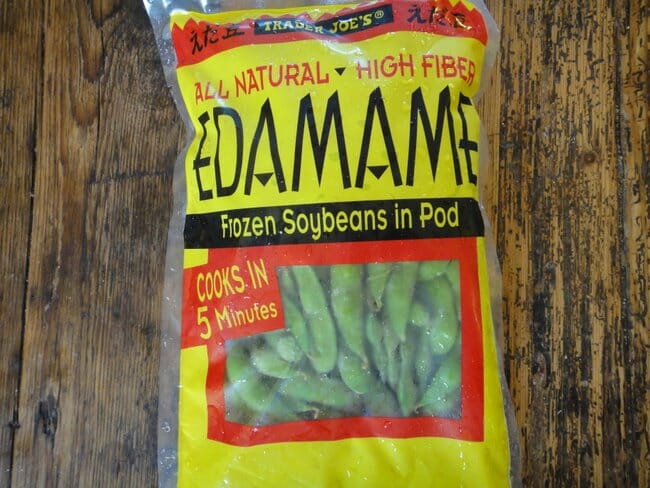 えだ豆 TRADER JOE'S® えだ豆
ALL NATURAL ▾ HIGH FIBER
EDAMAME
Frozen Soybeans in Pod
COOKS IN
5 Minutes